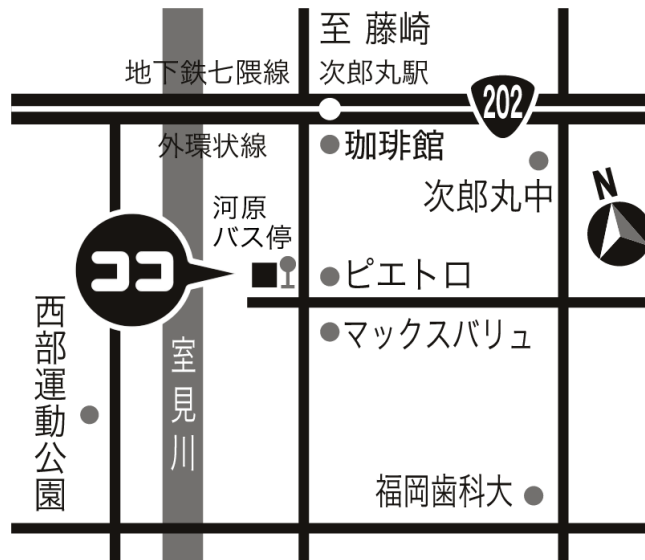 至 藤崎
地下鉄七隈線
次郎丸駅
202
外環状線
珈琲館
次郎丸中
N
河原
バス停
ココ
ピエトロ
マックスバリュ
西部運動公園
室見川
福岡歯科大